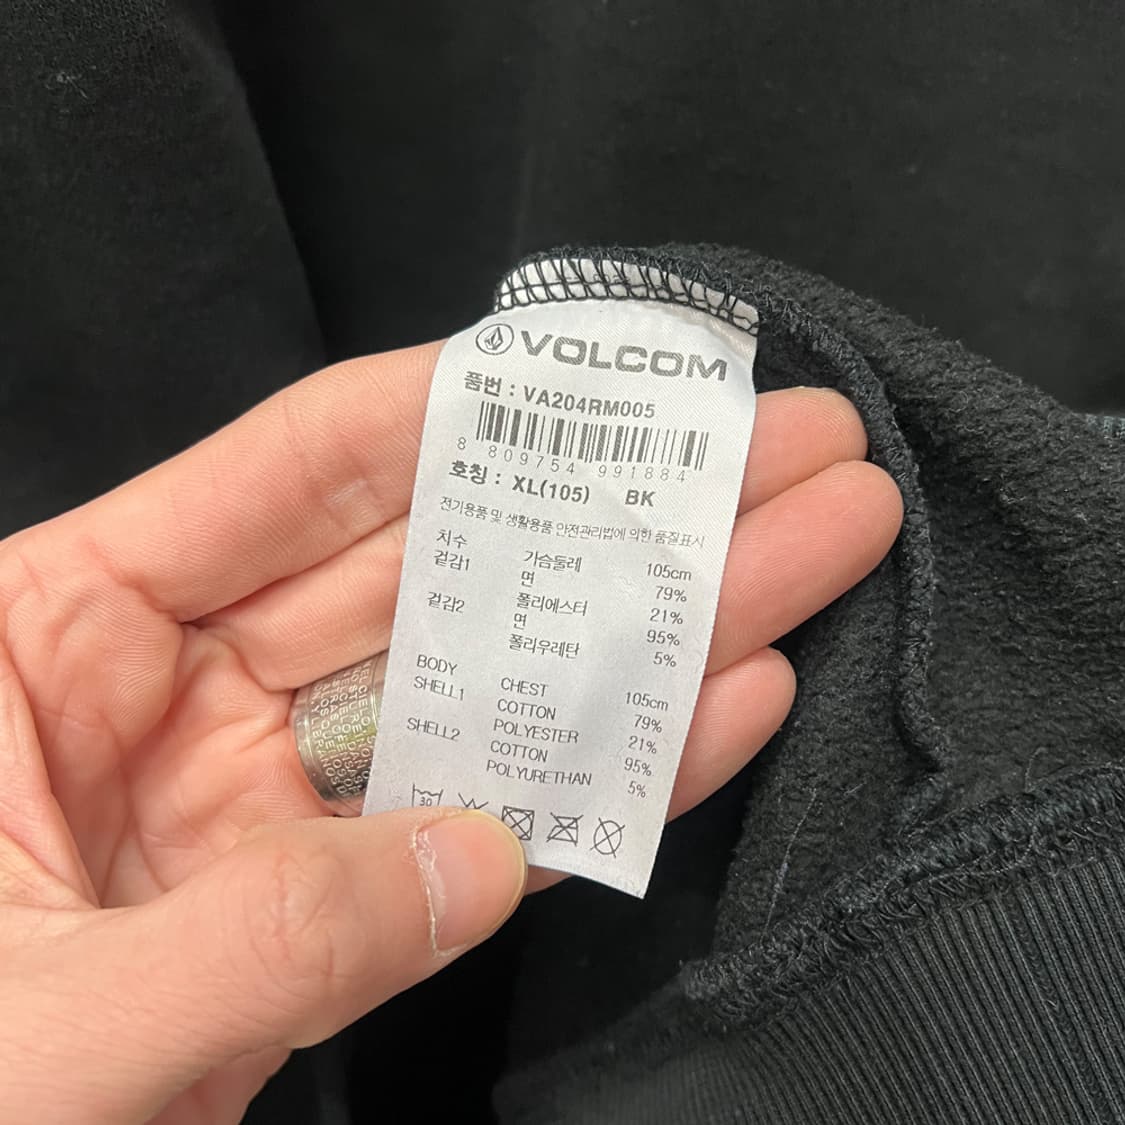 VOLCOM
품번 : VA204RM005
8 809754 991884
호칭 : XL(105) BK
전기용품 및 생활용품 안전관리법에 의한 품질표시
치수 가슴둘레 105cm
겉감1 면 79%
폴리에스터 21%
겉감2 면 95%
폴리우레탄 5%
BODY CHEST 105cm
SHELL1 COTTON 79%
POLYESTER 21%
SHELL2 COTTON 95%
POLYURETHAN 5%
30